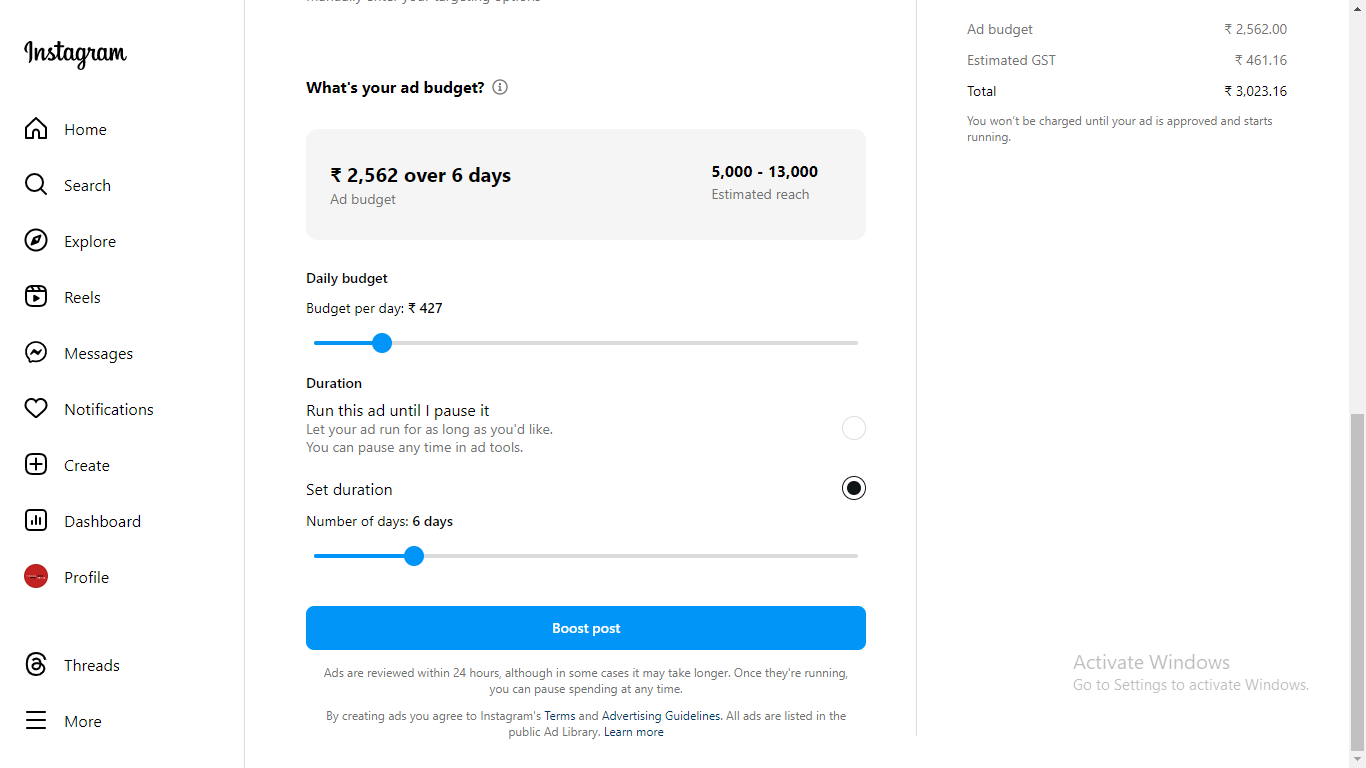 Instagram
Home
Search
Explore
Reels
Messages
Notifications
Create
Dashboard
Profile
Threads
More
manually enter your targeting options
What's your ad budget?
₹ 2,562 over 6 days
Ad budget
5,000 - 13,000
Estimated reach
Daily budget
Budget per day: ₹ 427
Duration
Run this ad until I pause it
Let your ad run for as long as you'd like.
You can pause any time in ad tools.
Set duration
Number of days: 6 days
Boost post
Ads are reviewed within 24 hours, although in some cases it may take longer. Once they're running,
you can pause spending at any time.
By creating ads you agree to Instagram's Terms and Advertising Guidelines. All ads are listed in the
public Ad Library. Learn more
Ad budget ₹ 2,562.00
Estimated GST ₹ 461.16
Total ₹ 3,023.16
You won't be charged until your ad is approved and starts
running.
Activate Windows
Go to Settings to activate Windows.